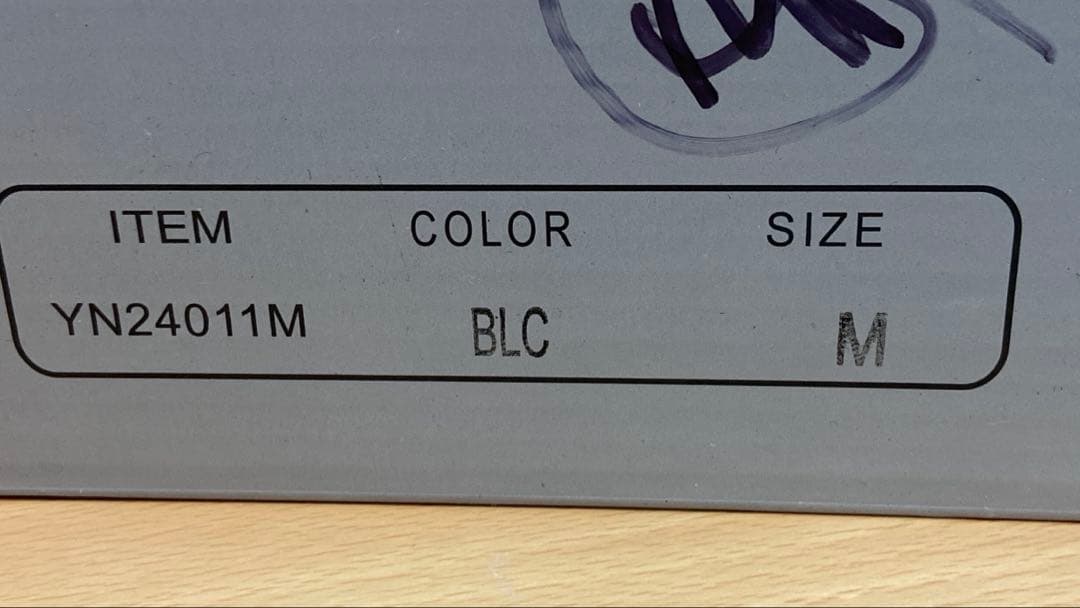 ITEM COLOR SIZE
YN24011M BLC M